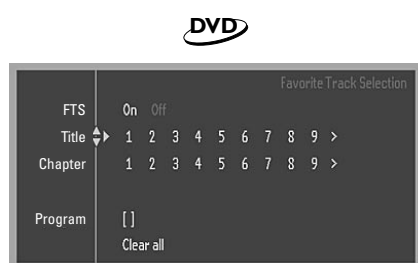 DVD
Favorite Track Selection
FTS On Off
Title 1 2 3 4 5 6 7 8 9 >
Chapter 1 2 3 4 5 6 7 8 9 >
Program [ ]
Clear all